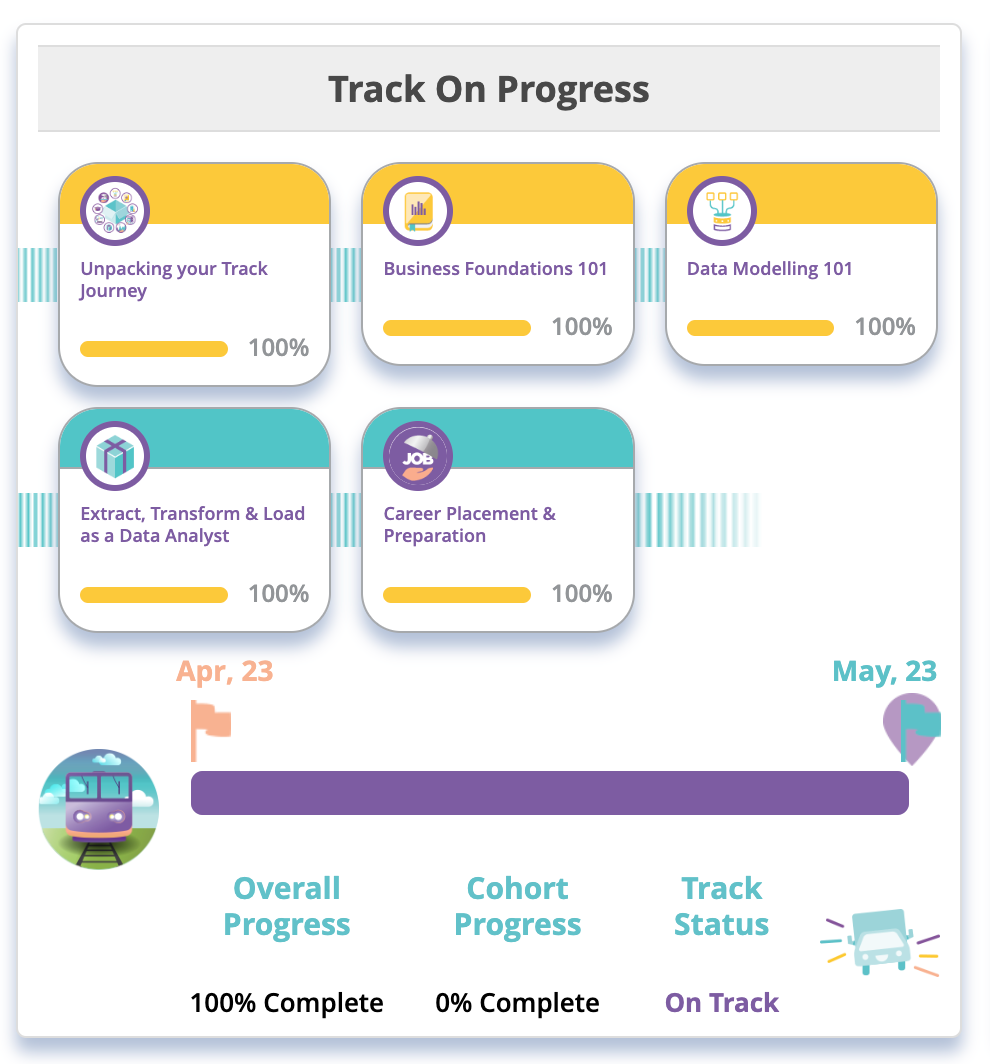 Track On Progress
Unpacking your Track
Journey
100%
Business Foundations 101
100%
Data Modelling 101
100%
Extract, Transform & Load
as a Data Analyst
100%
JOB
Career Placement &
Preparation
100%
Apr, 23
May, 23
Overall
Progress
100% Complete
Cohort
Progress
0% Complete
Track
Status
On Track